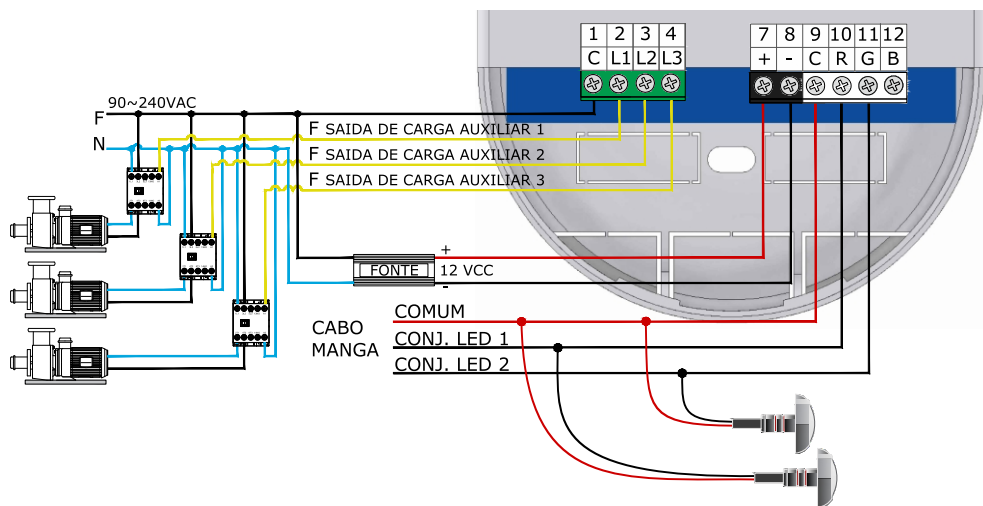 1 2 3 4
C L1 L2 L3
7 8 9 10 11 12
+ - C R G B
90~240VAC
F
N
F SAIDA DE CARGA AUXILIAR 1
F SAIDA DE CARGA AUXILIAR 2
F SAIDA DE CARGA AUXILIAR 3
+
FONTE
12 VCC
-
COMUM
CABO
MANGA
CONJ. LED 1
CONJ. LED 2